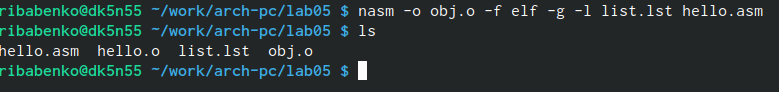 ribabenko@dk5n55 ~/work/arch-pc/lab05 $ nasm -o obj.o -f elf -g -l list.lst hello.asm
ribabenko@dk5n55 ~/work/arch-pc/lab05 $ ls
hello.asm  hello.o  list.lst  obj.o
ribabenko@dk5n55 ~/work/arch-pc/lab05 $